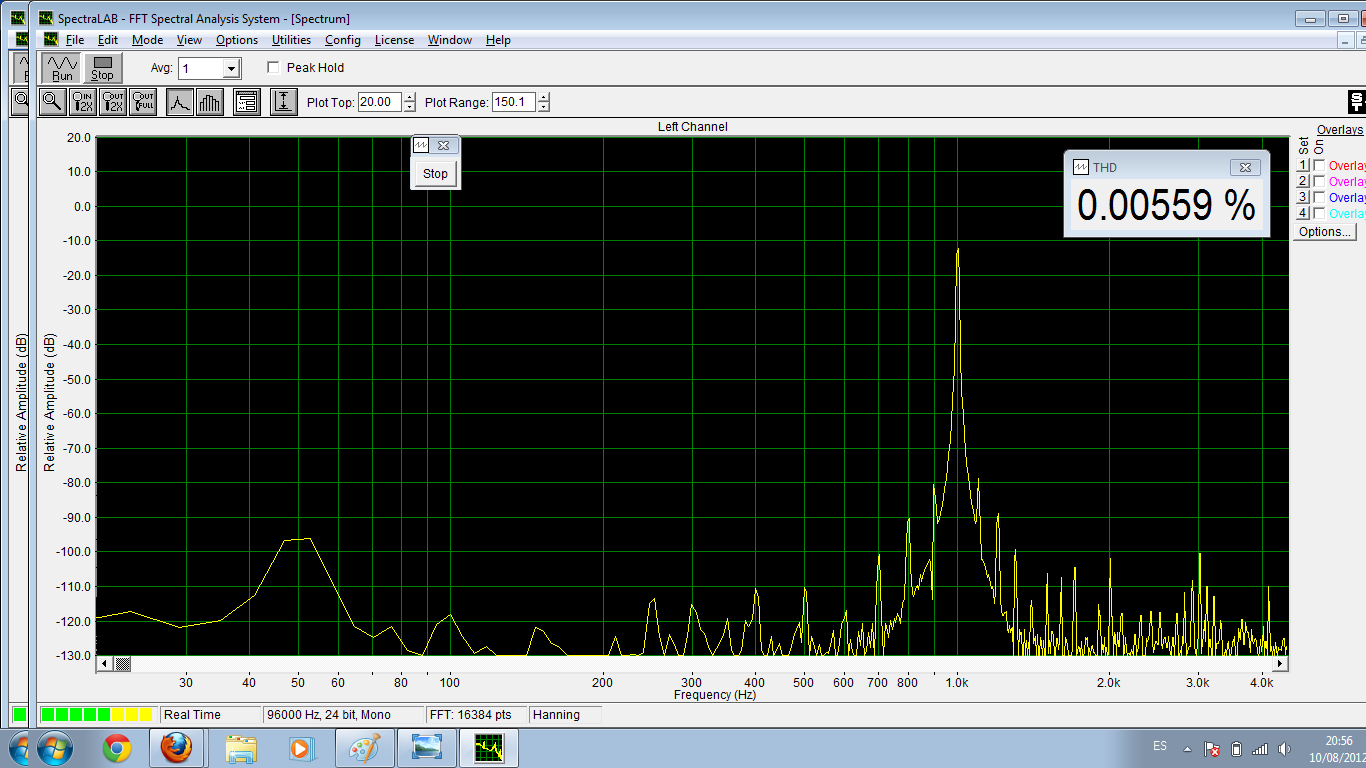 SpectraLAB - FFT Spectral Analysis System - [Spectrum]
File Edit Mode View Options Utilities Config License Window Help
Run Stop Avg: 1 Peak Hold
IN 2X OUT 2X OUT FULL Plot Top: 20.00 Plot Range: 150.1
Left Channel
Overlays
Set On
1 Overlay
2 Overlay
3 Overlay
4 Overlay
Options...
Stop
THD
0.00559 %
Relative Amplitude (dB)
Relative Amplitude (dB)
20.0
10.0
0.0
-10.0
-20.0
-30.0
-40.0
-50.0
-60.0
-70.0
-80.0
-90.0
-100.0
-110.0
-120.0
-130.0
30 40 50 60 80 100 200 300 400 500 600 700 800 1.0k 2.0k 3.0k 4.0k
Frequency (Hz)
Real Time 96000 Hz, 24 bit, Mono FFT: 16384 pts Hanning
ES 20:56
10/08/2012